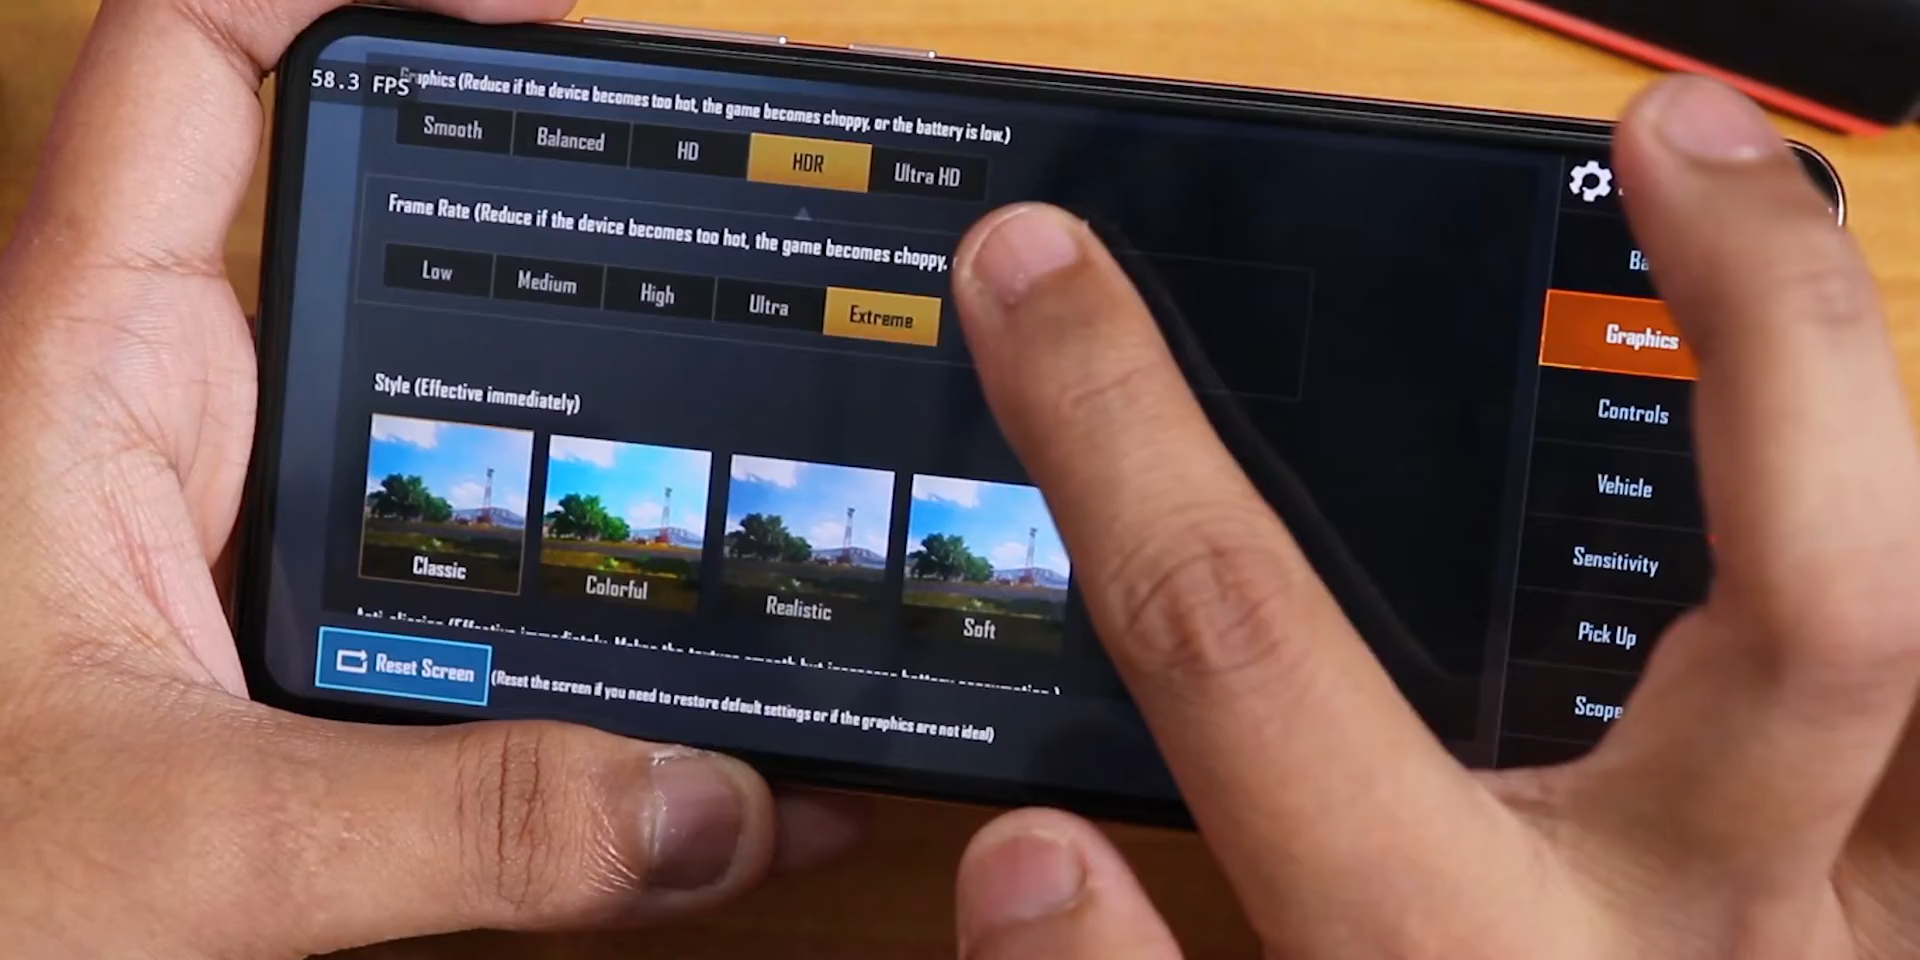 58.3 FPS
Graphics (Reduce if the device becomes too hot, the game becomes choppy, or the battery is low.)
Smooth
Balanced
HD
HDR
Ultra HD
Frame Rate (Reduce if the device becomes too hot, the game becomes choppy,
Low
Medium
High
Ultra
Extreme
Style (Effective immediately)
Classic
Colorful
Realistic
Soft
Reset Screen
(Reset the screen if you need to restore default settings or if the graphics are not ideal)
Ba
Graphics
Controls
Vehicle
Sensitivity
Pick Up
Scope